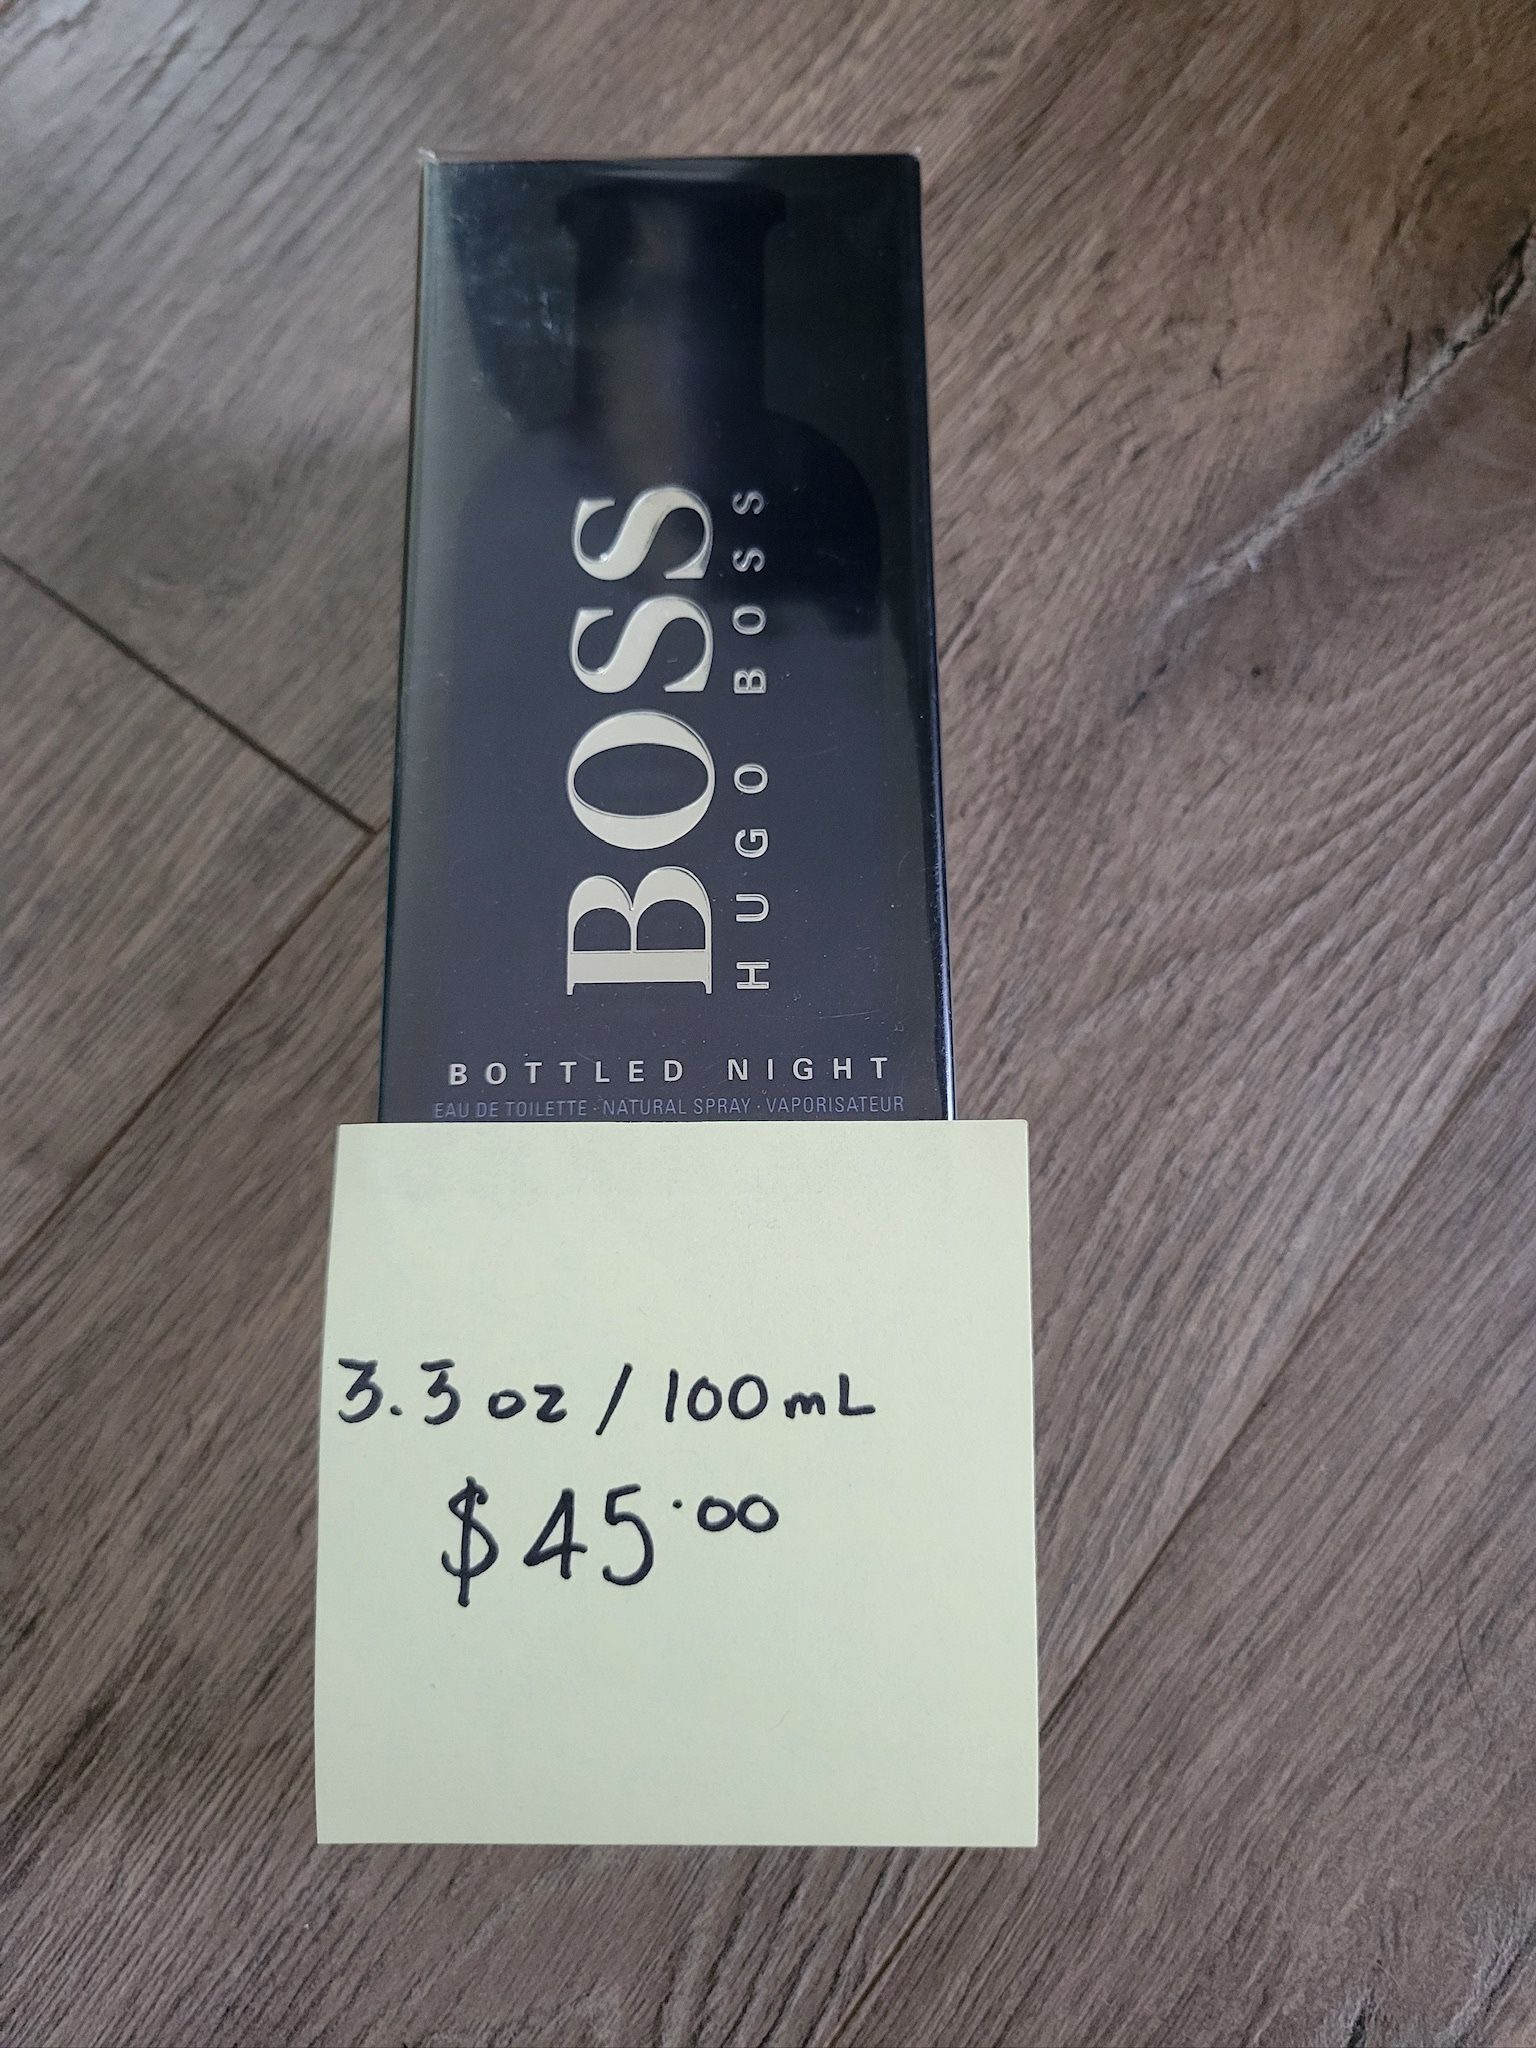 BOSS
HUGO BOSS
BOTTLED NIGHT
EAU DE TOILETTE · NATURAL SPRAY · VAPORISATEUR
3.3 oz / 100 mL
$45.00